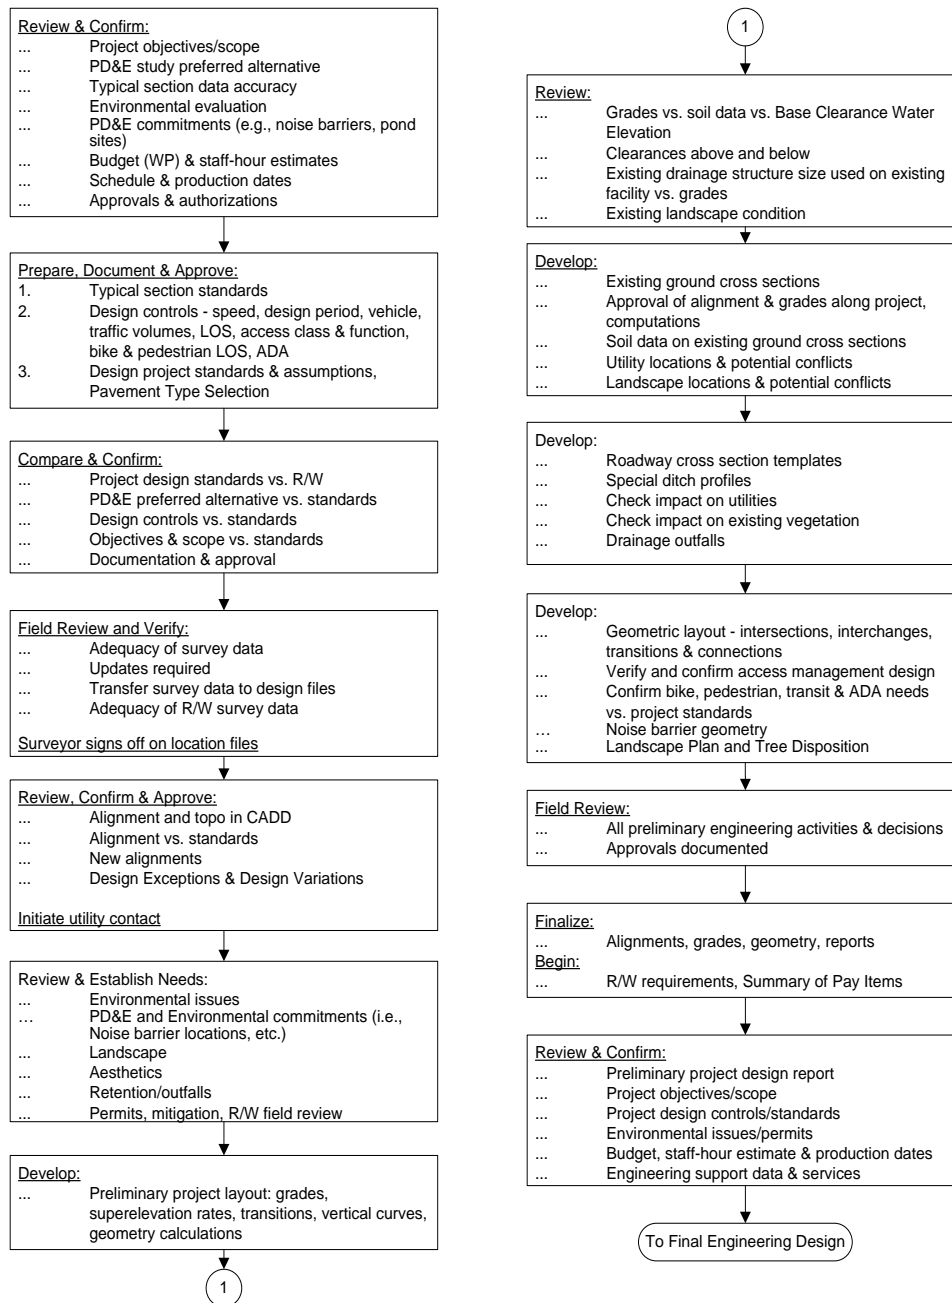 Review & Confirm:
... Project objectives/scope
... PD&E study preferred alternative
... Typical section data accuracy
... Environmental evaluation
... PD&E commitments (e.g., noise barriers, pond
sites)
... Budget (WP) & staff-hour estimates
... Schedule & production dates
... Approvals & authorizations
Prepare, Document & Approve:
1. Typical section standards
2. Design controls - speed, design period, vehicle,
traffic volumes, LOS, access class & function,
bike & pedestrian LOS, ADA
3. Design project standards & assumptions,
Pavement Type Selection
Compare & Confirm:
... Project design standards vs. R/W
... PD&E preferred alternative vs. standards
... Design controls vs. standards
... Objectives & scope vs. standards
... Documentation & approval
Field Review and Verify:
... Adequacy of survey data
... Updates required
... Transfer survey data to design files
... Adequacy of R/W survey data
Surveyor signs off on location files
Review, Confirm & Approve:
... Alignment and topo in CADD
... Alignment vs. standards
... New alignments
... Design Exceptions & Design Variations
Initiate utility contact
Review & Establish Needs:
... Environmental issues
... PD&E and Environmental commitments (i.e.,
Noise barrier locations, etc.)
... Landscape
... Aesthetics
... Retention/outfalls
... Permits, mitigation, R/W field review
Develop:
... Preliminary project layout: grades,
superelevation rates, transitions, vertical curves,
geometry calculations
1
1
Review:
... Grades vs. soil data vs. Base Clearance Water
Elevation
... Clearances above and below
... Existing drainage structure size used on existing
facility vs. grades
... Existing landscape condition
Develop:
... Existing ground cross sections
... Approval of alignment & grades along project,
computations
... Soil data on existing ground cross sections
... Utility locations & potential conflicts
... Landscape locations & potential conflicts
Develop:
... Roadway cross section templates
... Special ditch profiles
... Check impact on utilities
... Check impact on existing vegetation
... Drainage outfalls
Develop:
... Geometric layout - intersections, interchanges,
transitions & connections
... Verify and confirm access management design
... Confirm bike, pedestrian, transit & ADA needs
vs. project standards
... Noise barrier geometry
... Landscape Plan and Tree Disposition
Field Review:
... All preliminary engineering activities & decisions
... Approvals documented
Finalize:
... Alignments, grades, geometry, reports
Begin:
... R/W requirements, Summary of Pay Items
Review & Confirm:
... Preliminary project design report
... Project objectives/scope
... Project design controls/standards
... Environmental issues/permits
... Budget, staff-hour estimate & production dates
... Engineering support data & services
To Final Engineering Design